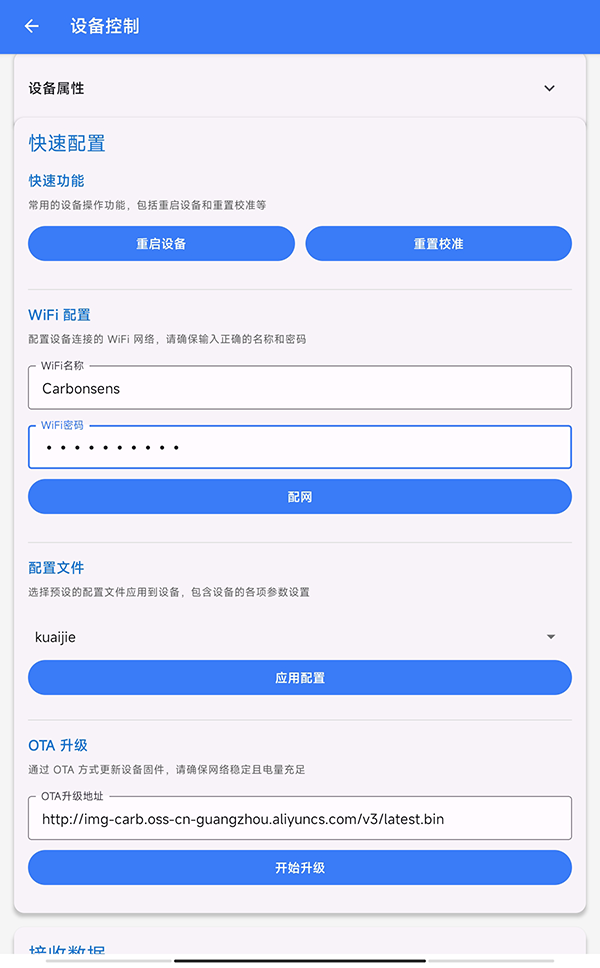 设备控制
设备属性
快速配置
快速功能
常用的设备操作功能，包括重启设备和重置校准等
重启设备
重置校准
WiFi 配置
配置设备连接的 WiFi 网络，请确保输入正确的名称和密码
WiFi名称
Carbonsens
WiFi密码
••••••••••
配网
配置文件
选择预设的配置文件应用到设备，包含设备的各项参数设置
kuaijie
应用配置
OTA 升级
通过 OTA 方式更新设备固件，请确保网络稳定且电量充足
OTA升级地址
http://img-carb.oss-cn-guangzhou.aliyuncs.com/v3/latest.bin
开始升级
接收数据